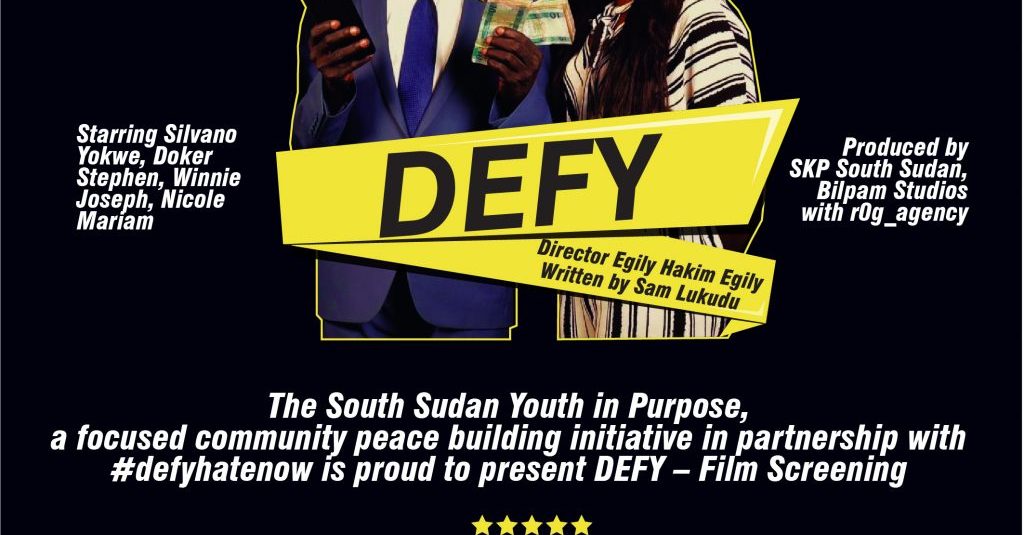 Starring Silvano
Yokwe, Doker
Stephen, Winnie
Joseph, Nicole
Mariam
DEFY
Director Egily Hakim Egily
Written by Sam Lukudu
Produced by
SKP South Sudan,
Bilpam Studios
with r0g_agency
The South Sudan Youth in Purpose,
a focused community peace building initiative in partnership with
#defyhatenow is proud to present DEFY – Film Screening